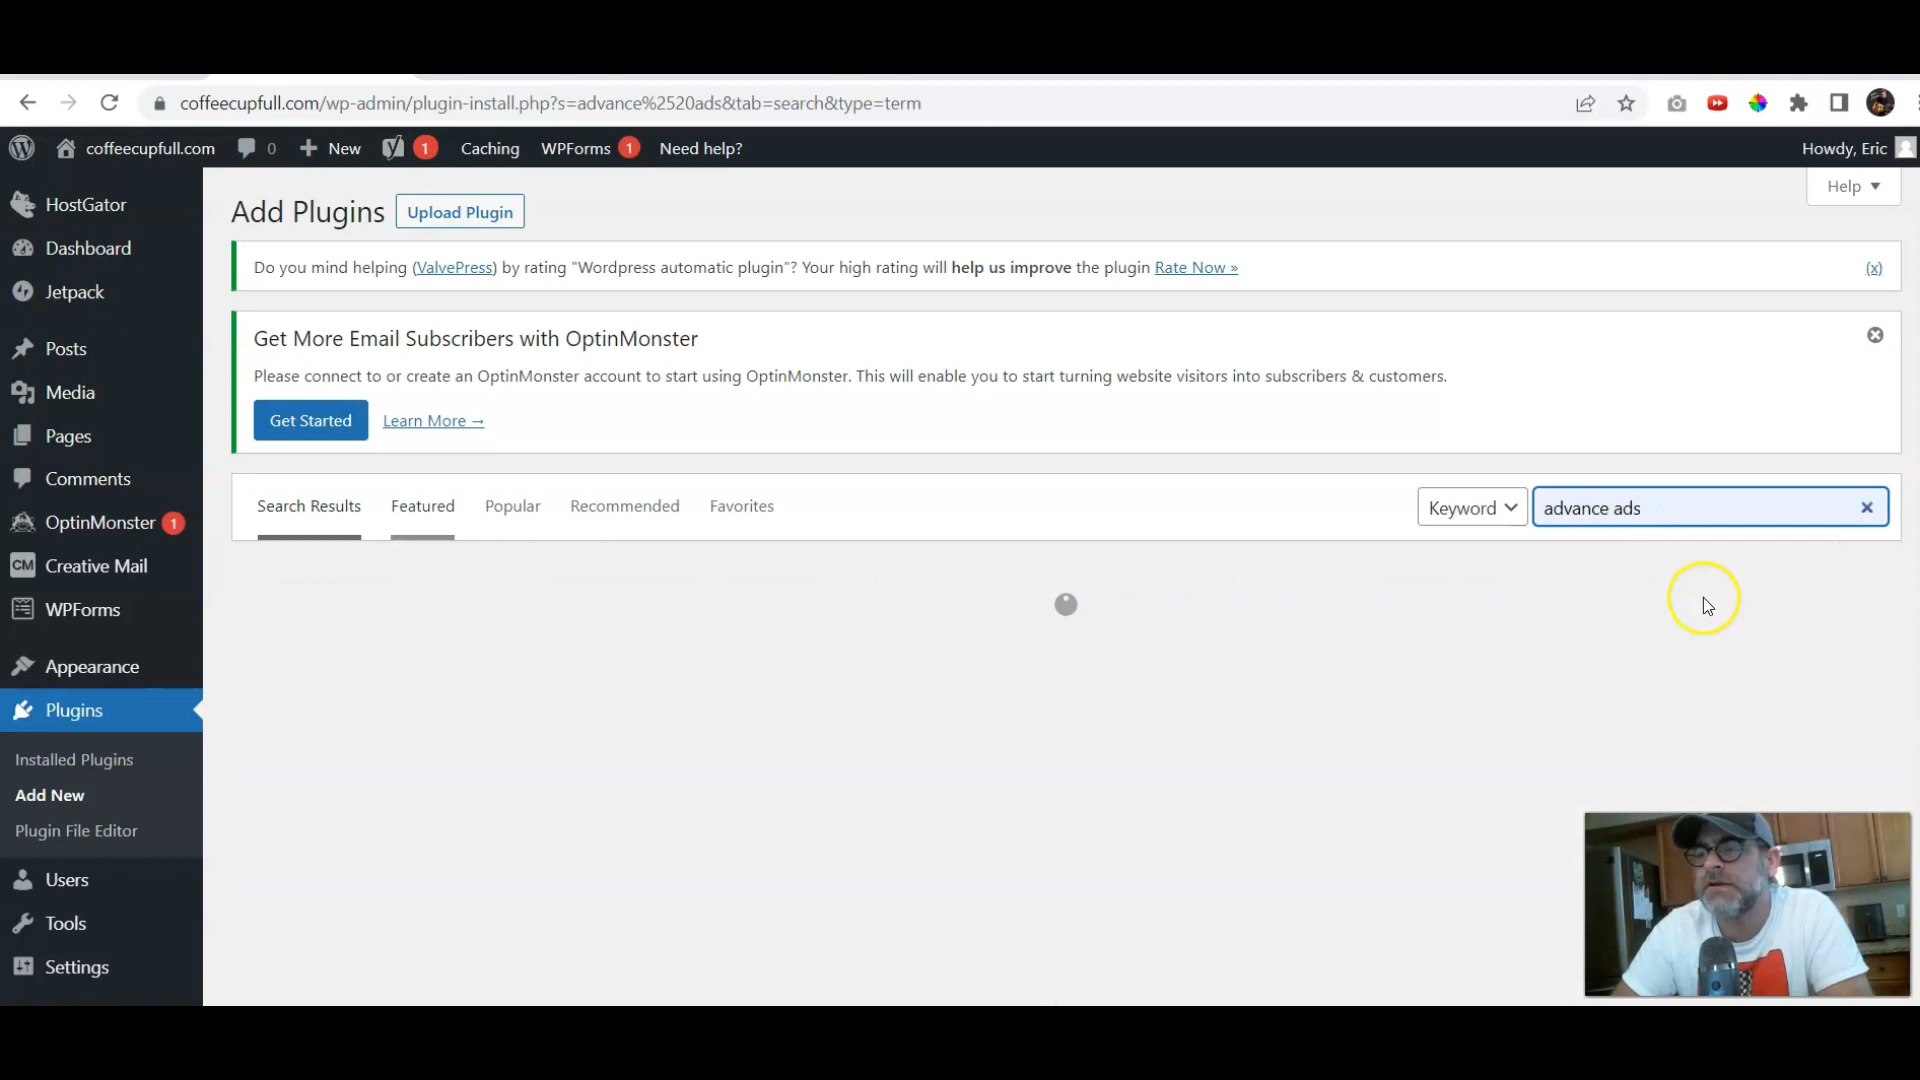 coffeecupfull.com/wp-admin/plugin-install.php?s=advance%2520ads&tab=search&type=term
coffeecupfull.com 0 New 1 Caching WPForms 1 Need help? Howdy, Eric
Help
HostGator
Dashboard
Jetpack
Posts
Media
Pages
Comments
OptinMonster 1
CM Creative Mail
WPForms
Appearance
Plugins
Installed Plugins
Add New
Plugin File Editor
Users
Tools
Settings
Add Plugins Upload Plugin
Do you mind helping (ValvePress) by rating "Wordpress automatic plugin"? Your high rating will help us improve the plugin Rate Now » (x)
Get More Email Subscribers with OptinMonster
Please connect to or create an OptinMonster account to start using OptinMonster. This will enable you to start turning website visitors into subscribers & customers.
Get Started Learn More →
Search Results Featured Popular Recommended Favorites Keyword advance ads